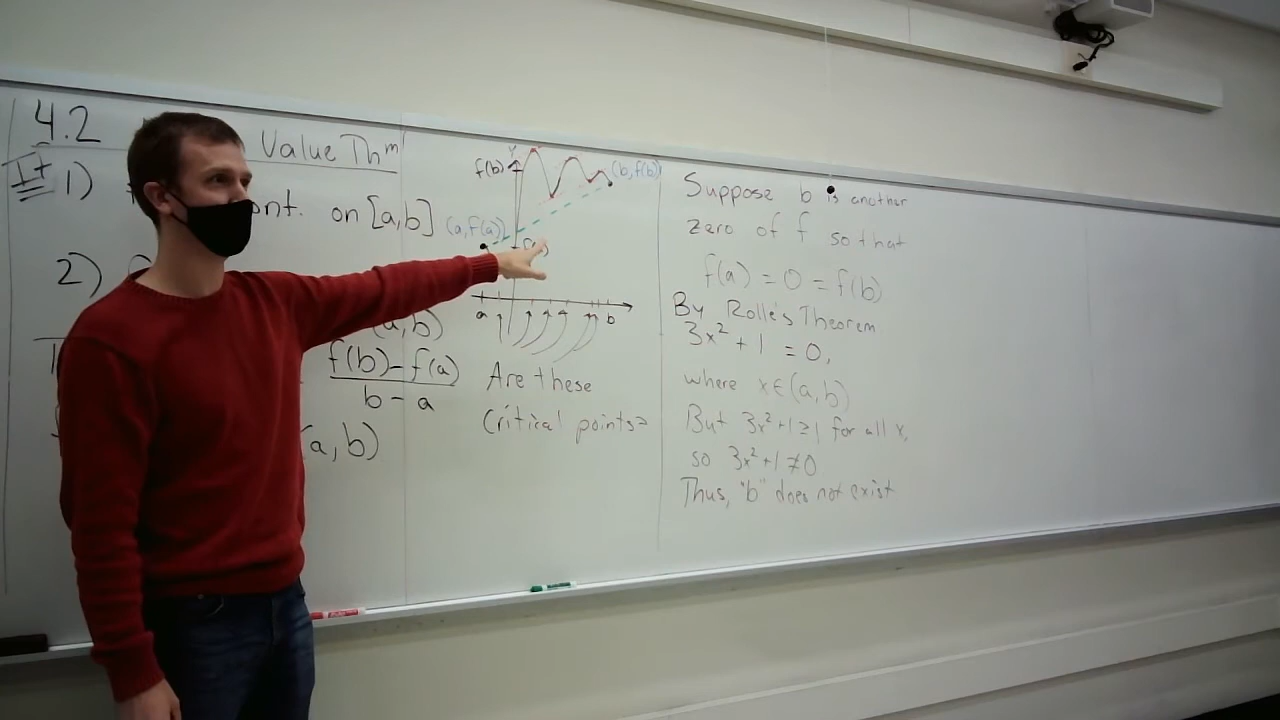 4.2 Value Thm
If 1) ont. on [a,b]
2)
(a,b)
f(b)-f(a)
b-a
a,b)
y
f(b)
(b,f(b))
(a,f(a))
a b
Are these
Critical points?
Suppose b is another
zero of f so that
f(a) = 0 = f(b)
By Rolle's Theorem
3x² + 1 = 0,
where x∈(a,b)
But 3x²+1≥1 for all x,
so 3x²+1≠0
Thus, "b" does not exist